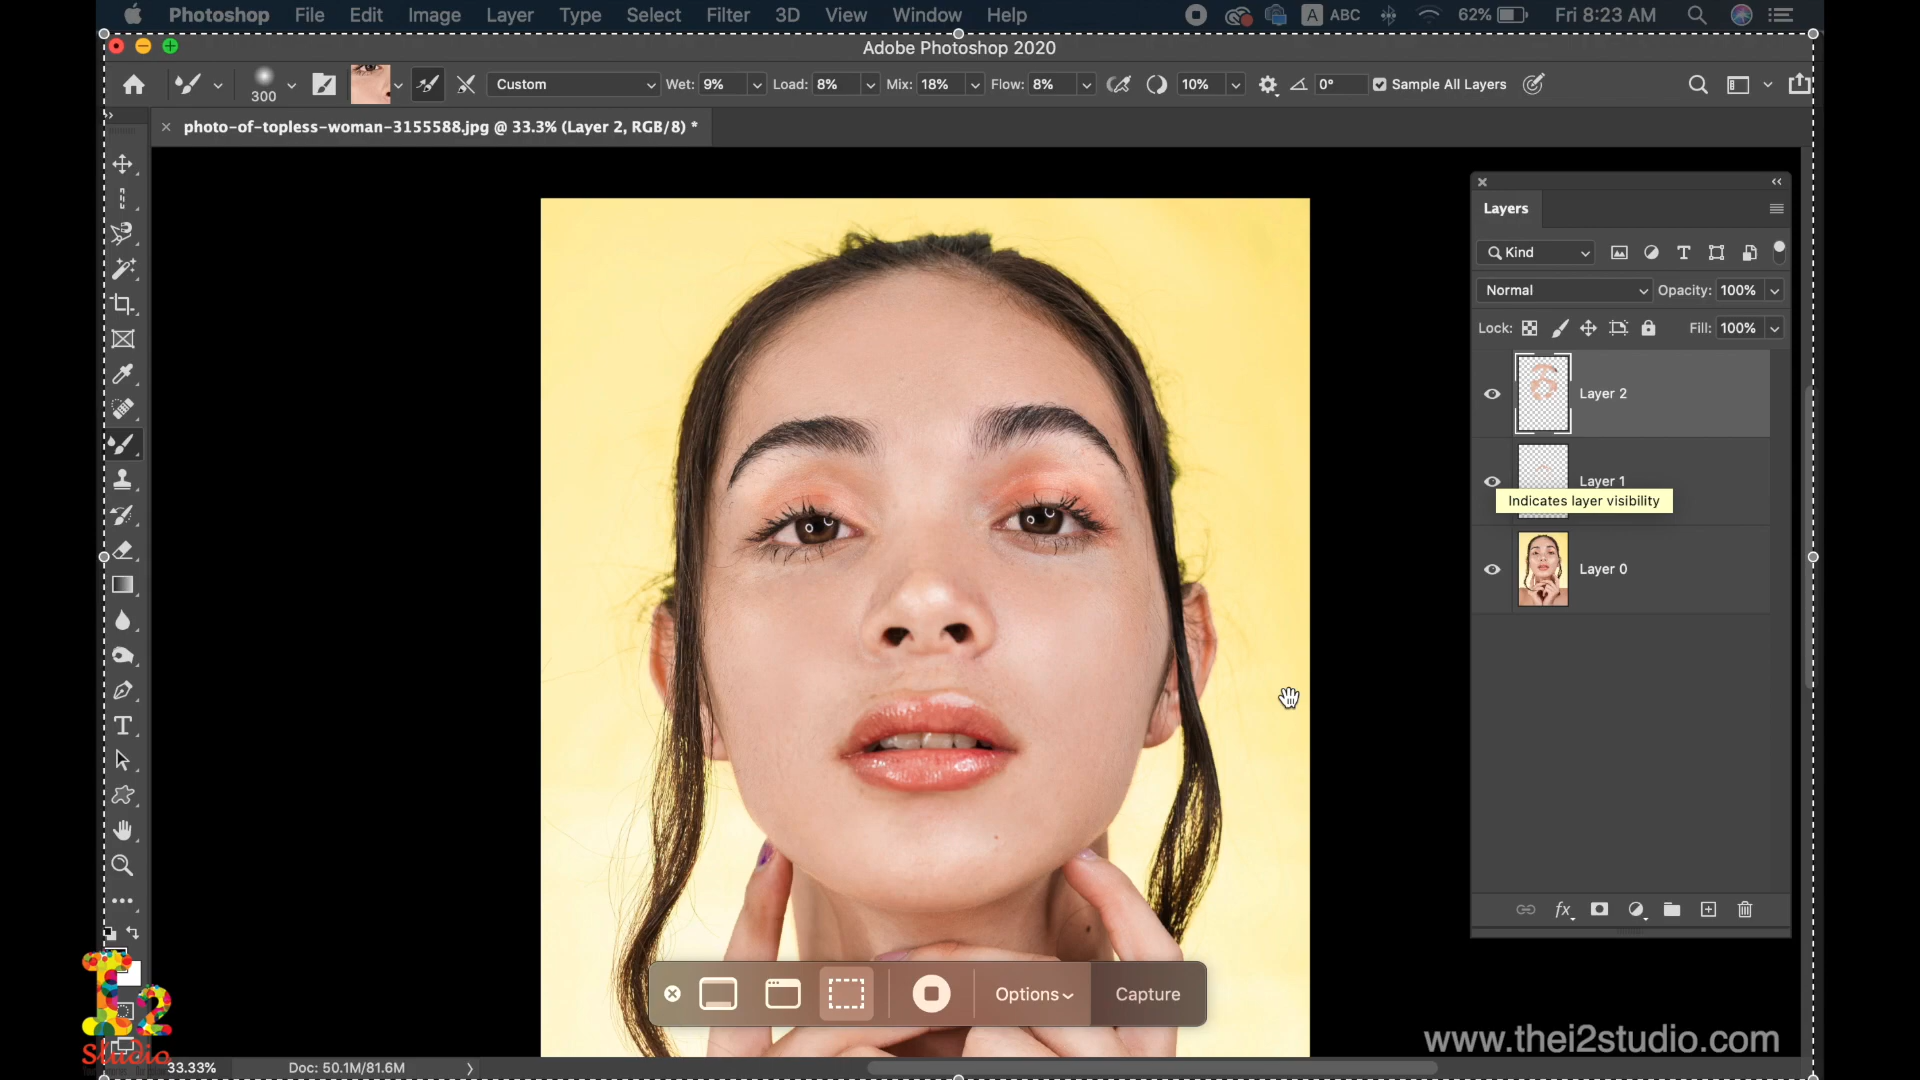 Photoshop File Edit Image Layer Type Select Filter 3D View Window Help A ABC 62% Fri 8:23 AM
Adobe Photoshop 2020
300 Custom Wet: 9% Load: 8% Mix: 18% Flow: 8% 10% 0° Sample All Layers
photo-of-topless-woman-3155588.jpg @ 33.3% (Layer 2, RGB/8) *
Layers
Kind
Normal Opacity: 100%
Lock: Fill: 100%
Layer 2
Layer 1
Indicates layer visibility
Layer 0
fx
Options Capture
I2
Studio
www.thei2studio.com
33.33% Doc: 50.1M/81.6M